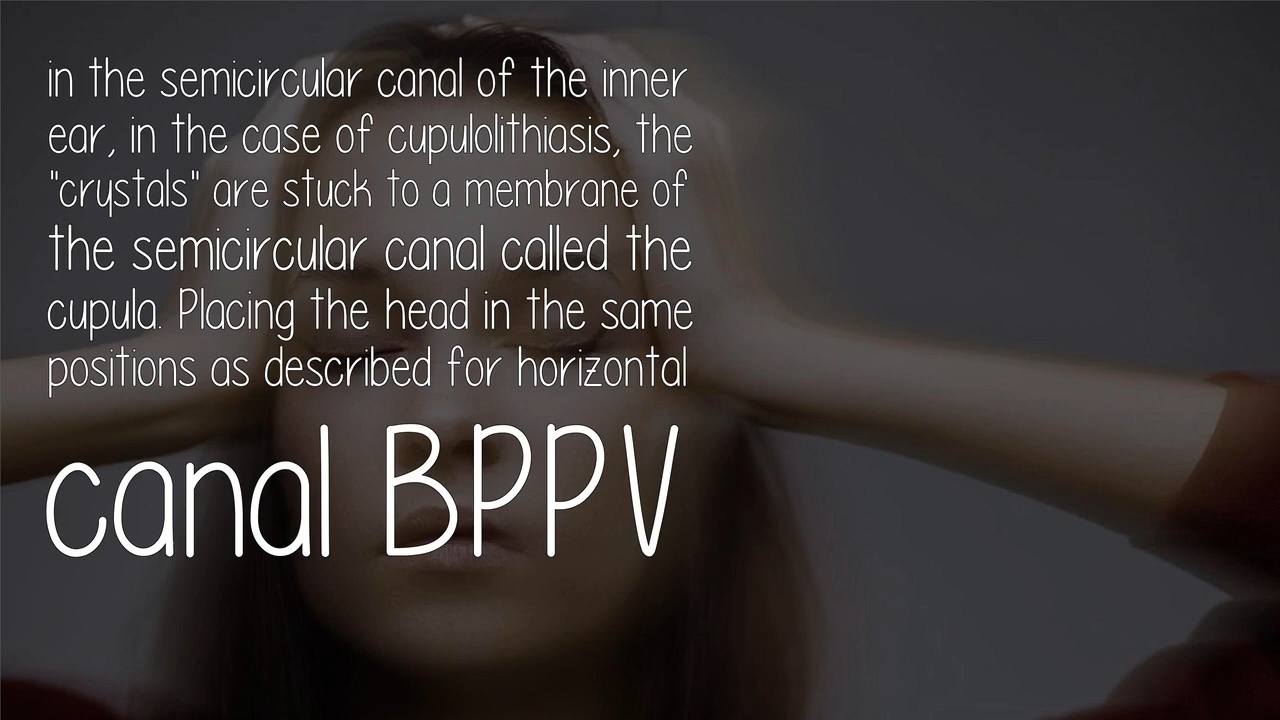 in the semicircular canal of the inner
ear, in the case of cupulolithiasis, the
"crystals" are stuck to a membrane of
the semicircular canal called the
cupula. Placing the head in the same
positions as described for horizontal
canal BPPV